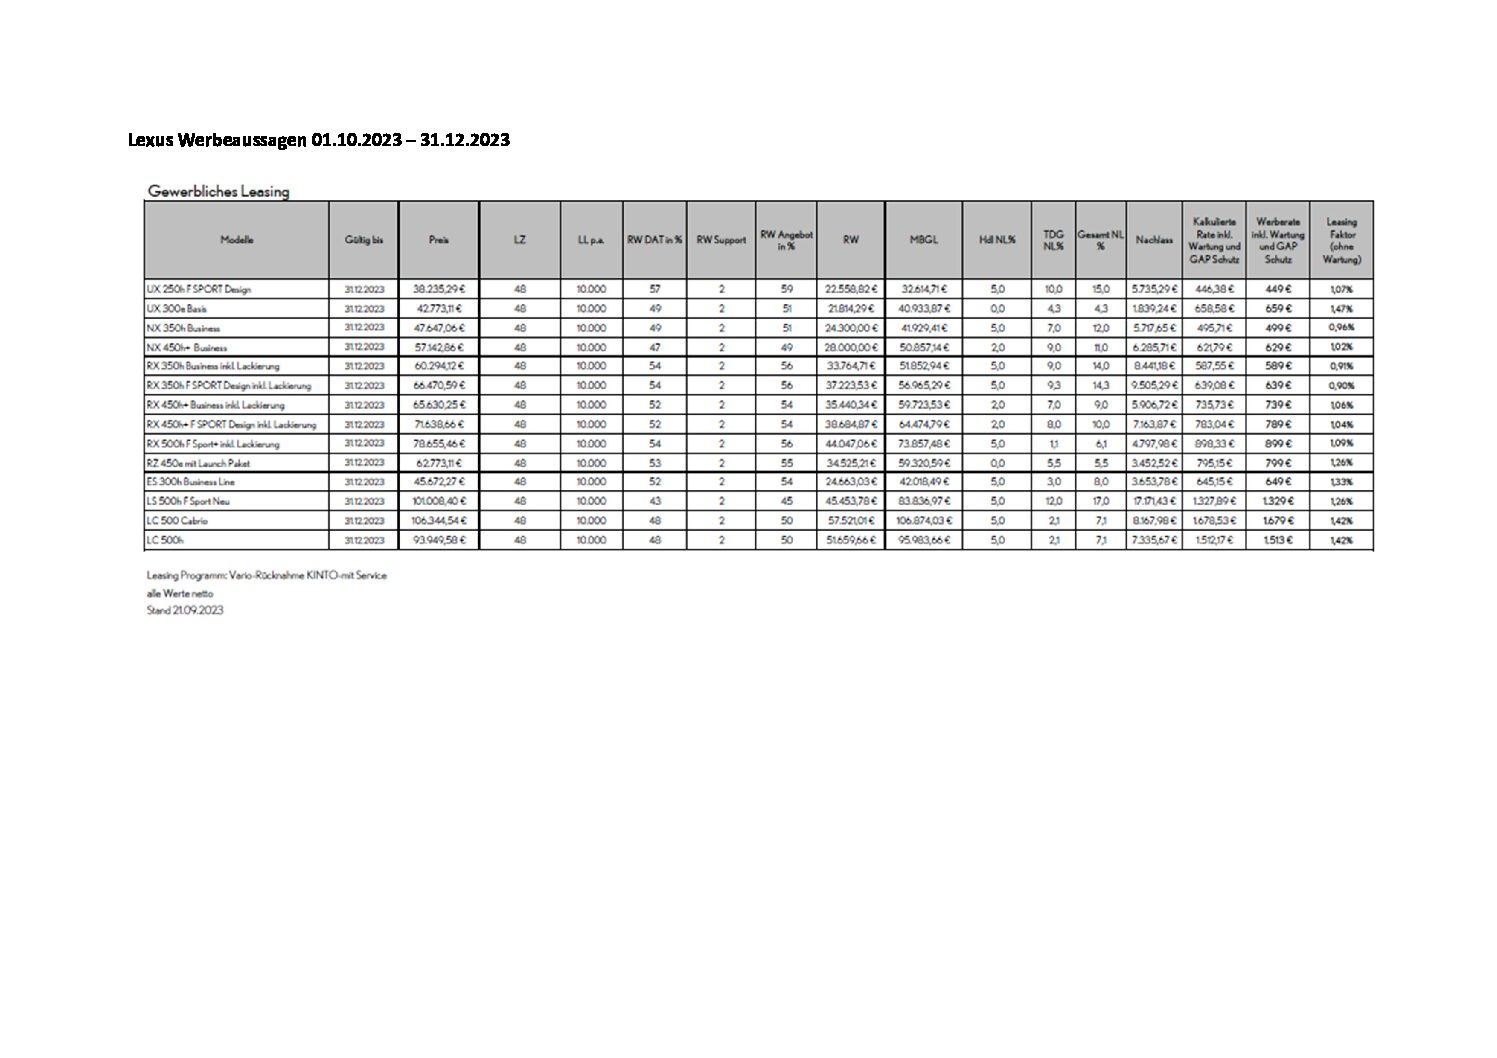 Lexus Werbeaussagen 01.10.2023 – 31.12.2023
Gewerbliches Leasing
Modelle Gültig bis Preis LZ LL p.a. RW DAT in % RW Support RW Angebot in % RW MBGL Hdl NL% TDG NL% Gesamt NL % Nachlass Kalkulierte Rate inkl. Wartung und GAP Schutz Werberate inkl. Wartung und GAP Schutz Leasing Faktor (ohne Wartung)
UX 250h F SPORT Design 31.12.2023 38.235,29 € 48 10.000 57 2 59 22.558,82 € 32.614,71 € 5,0 10,0 15,0 5.735,29 € 446,38 € 449 € 1,07%
UX 300e Basis 31.12.2023 42.773,11 € 48 10.000 49 2 51 21.814,29 € 40.933,87 € 0,0 4,3 4,3 1.839,24 € 658,58 € 659 € 1,47%
NX 350h Business 31.12.2023 47.647,06 € 48 10.000 49 2 51 24.300,00 € 41.929,41 € 5,0 7,0 12,0 5.717,65 € 495,71 € 499 € 0,96%
NX 450h+ Business 31.12.2023 57.142,86 € 48 10.000 47 2 49 28.000,00 € 50.857,14 € 2,0 9,0 11,0 6.285,71 € 621,79 € 629 € 1,02%
RX 350h Business inkl. Lackierung 31.12.2023 60.294,12 € 48 10.000 54 2 56 33.764,71 € 51.852,94 € 5,0 9,0 14,0 8.441,18 € 587,55 € 589 € 0,91%
RX 350h F SPORT Design inkl. Lackierung 31.12.2023 66.470,59 € 48 10.000 54 2 56 37.223,53 € 56.965,29 € 5,0 9,3 14,3 9.505,29 € 639,08 € 639 € 0,90%
RX 450h+ Business inkl. Lackierung 31.12.2023 65.630,25 € 48 10.000 52 2 54 35.440,34 € 59.723,53 € 2,0 7,0 9,0 5.906,72 € 735,73 € 739 € 1,06%
RX 450h+ F SPORT Design inkl. Lackierung 31.12.2023 71.638,66 € 48 10.000 52 2 54 38.684,87 € 64.474,79 € 2,0 8,0 10,0 7.163,87 € 783,04 € 789 € 1,04%
RX 500h F Sport+ inkl. Lackierung 31.12.2023 78.655,46 € 48 10.000 54 2 56 44.047,06 € 73.857,48 € 5,0 1,1 6,1 4.797,98 € 898,33 € 899 € 1,09%
RZ 450e mit Launch Paket 31.12.2023 62.773,11 € 48 10.000 53 2 55 34.525,21 € 59.320,59 € 0,0 5,5 5,5 3.452,52 € 795,15 € 799 € 1,26%
ES 300h Business Line 31.12.2023 45.672,27 € 48 10.000 52 2 54 24.663,03 € 42.018,49 € 5,0 3,0 8,0 3.653,78 € 645,15 € 649 € 1,33%
LS 500h F Sport Neu 31.12.2023 101.008,40 € 48 10.000 43 2 45 45.453,78 € 83.836,97 € 5,0 12,0 17,0 17.171,43 € 1.327,89 € 1.329 € 1,26%
LC 500 Cabrio 31.12.2023 106.344,54 € 48 10.000 48 2 50 57.521,01 € 106.874,03 € 5,0 2,1 7,1 8.167,98 € 1.678,53 € 1.679 € 1,42%
LC 500h 31.12.2023 93.949,58 € 48 10.000 48 2 50 51.659,66 € 95.983,66 € 5,0 2,1 7,1 7.335,67 € 1.512,17 € 1.513 € 1,42%
Leasing Programm: Vario-Rücknahme KINTO-mit Service
alle Werte netto
Stand 21.09.2023